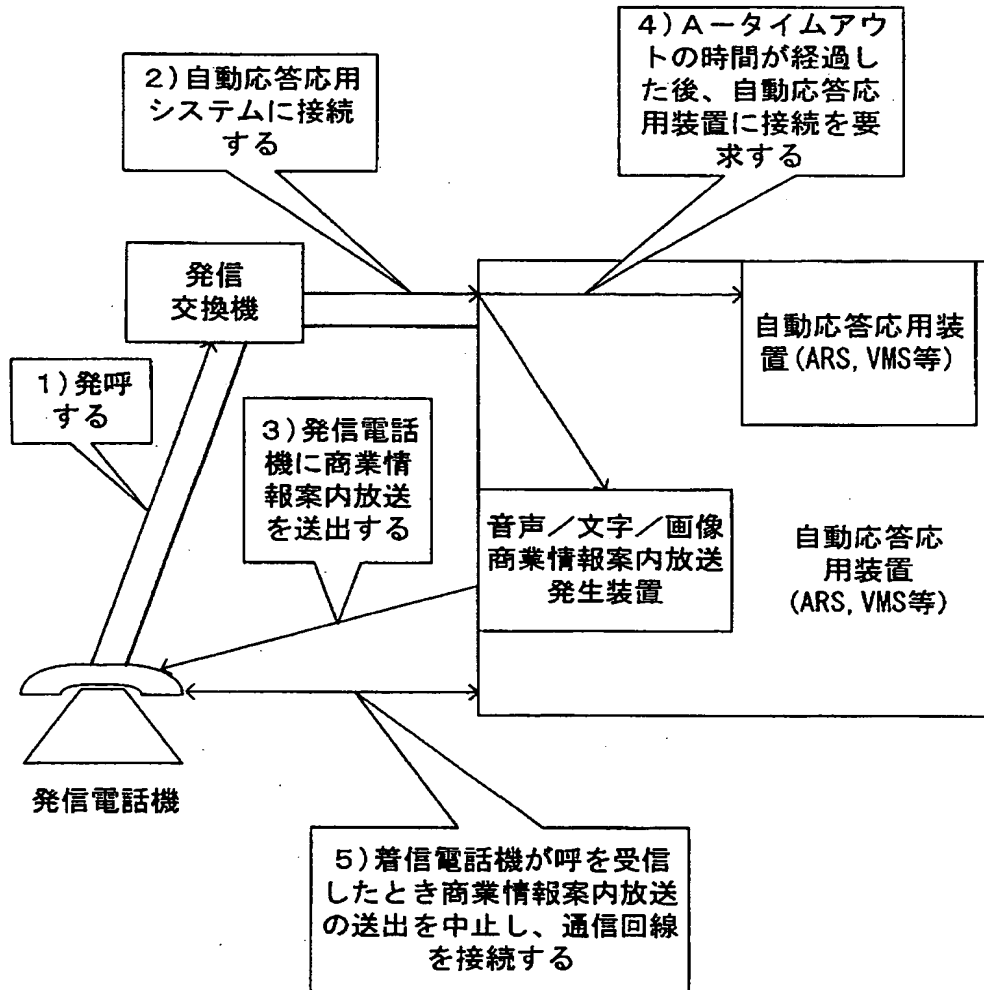 4)Aータイムアウ
トの時間が経過し
た後、自動応答応
用装置に接続を要
求する
2)自動応答応用
システムに接続
する
発信
交換機
自動応答応用装
置(ARS,VMS等)
1)発呼
する
3)発信電話
機に商業情
報案内放送
を送出する
音声/文字/画像
商業情報案内放送
発生装置
自動応答応
用装置
(ARS,VMS等)
発信電話機
5)着信電話機が呼を受信
したとき商業情報案内放送
の送出を中止し、通信回線
を接続する